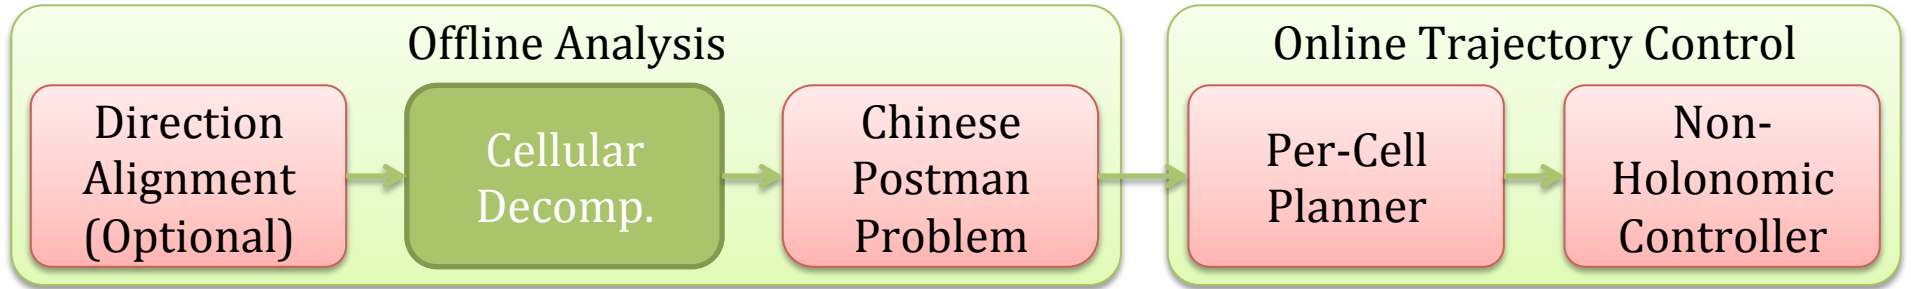 Offline Analysis
Direction
Alignment
(Optional)
Cellular
Decomp.
Chinese
Postman
Problem
Online Trajectory Control
Per-Cell
Planner
Non-
Holonomic
Controller